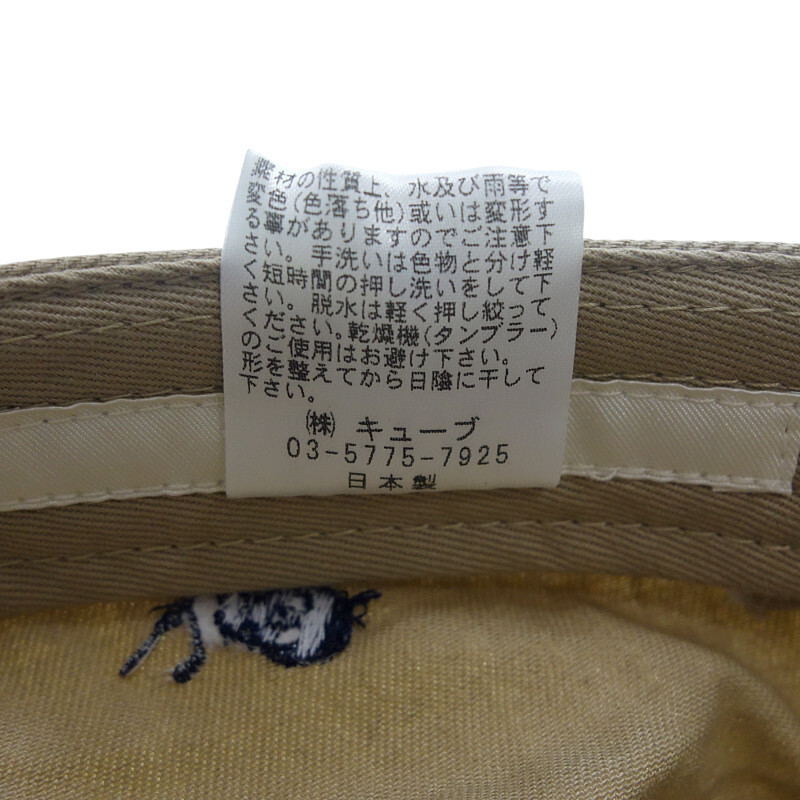 素材の性質上、水及び雨等で
変色(色落ち他)或いは変形す
る事がありますのでご注意下
さい。手洗いは色物と分け軽
く短時間の押し洗いをして下
さい。脱水は軽く押し絞って
ください。乾燥機(タンブラー)
のご使用はお避け下さい。
形を整えてから日陰に干して
下さい。
㈱ キューブ
03-5775-7925
日本製